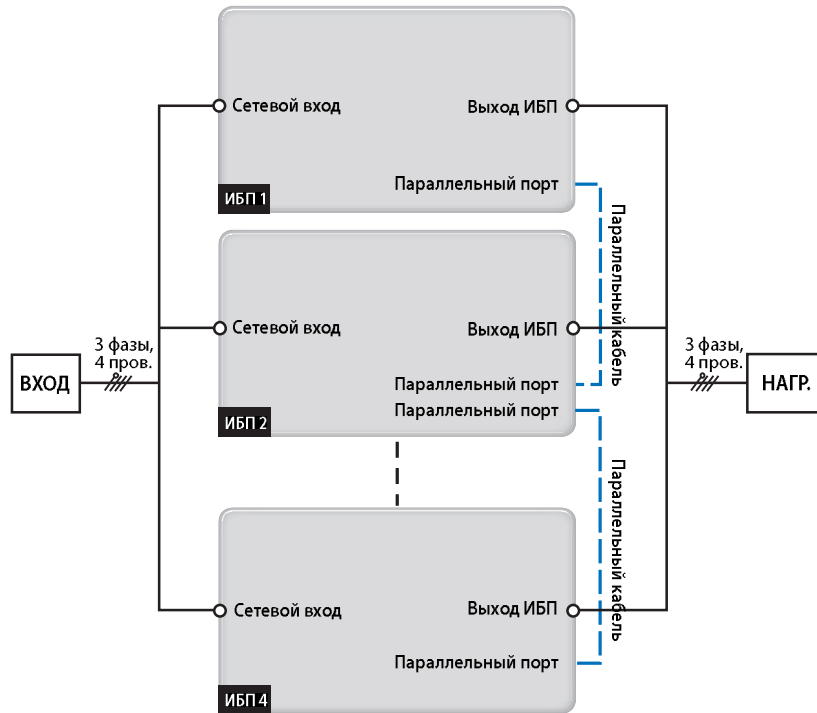 Сетевой вход
Выход ИБП
Параллельный порт
ИБП 1
Параллельный кабель
Сетевой вход
Выход ИБП
3 фазы,
4 пров.
ВХОД
3 фазы,
4 пров.
НАГР.
Параллельный порт
Параллельный порт
ИБП 2
Параллельный кабель
Сетевой вход
Выход ИБП
Параллельный порт
ИБП 4